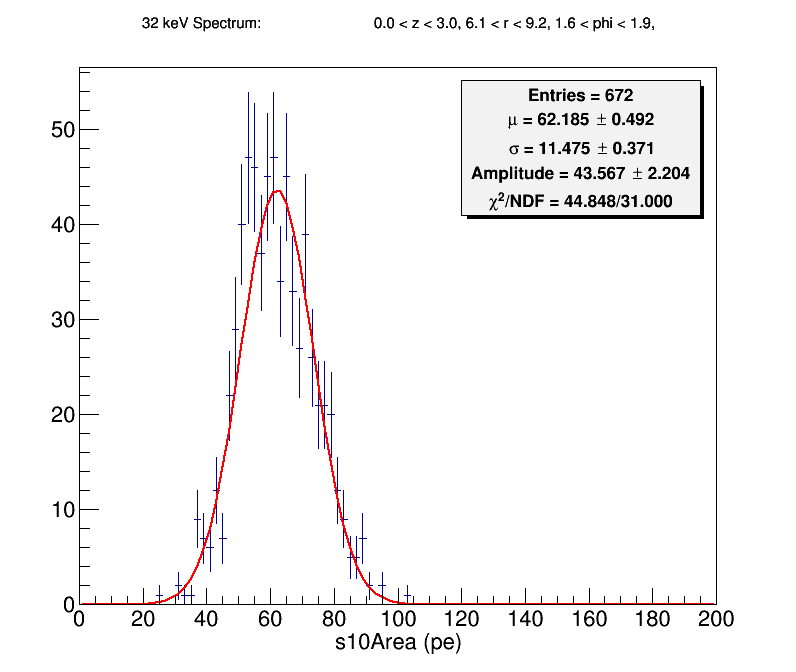 32 keV Spectrum: 0.0 < z < 3.0, 6.1 < r < 9.2, 1.6 < phi < 1.9,
Entries = 672
μ = 62.185 ± 0.492
σ = 11.475 ± 0.371
Amplitude = 43.567 ± 2.204
χ²/NDF = 44.848/31.000
50
40
30
20
10
0
0 20 40 60 80 100 120 140 160 180 200
s10Area (pe)